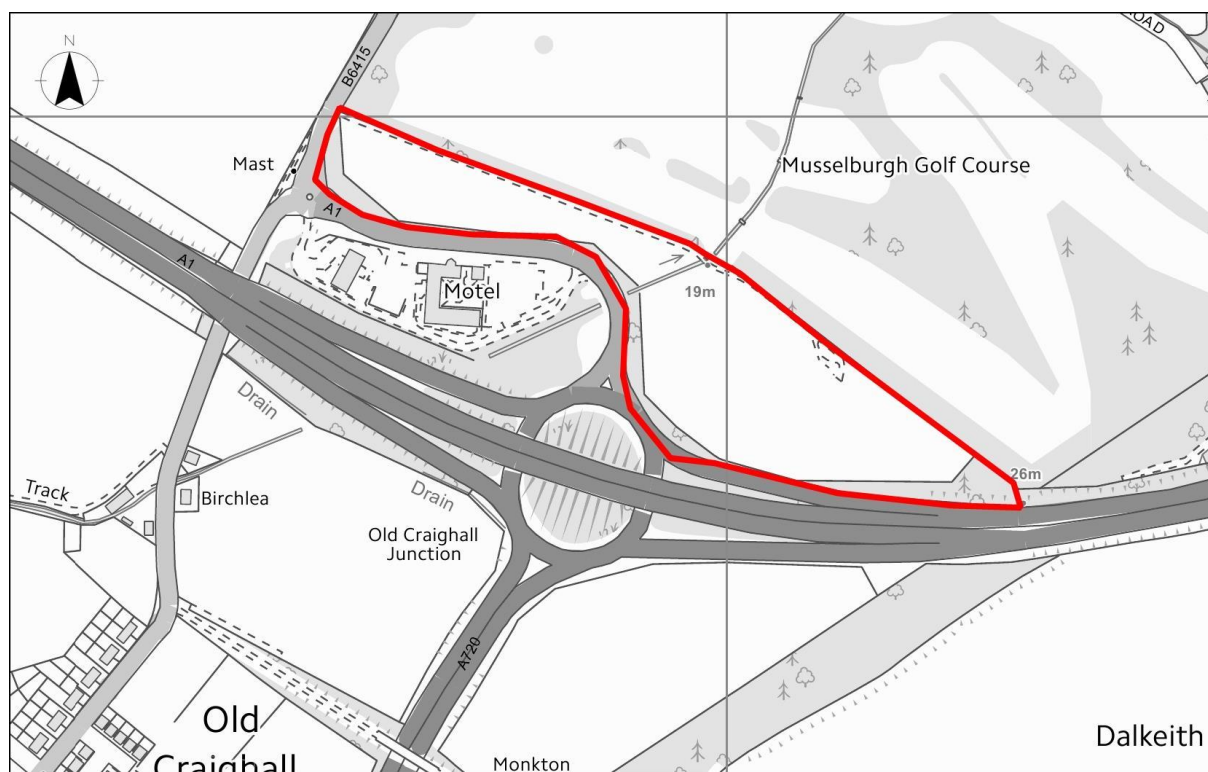 ROAD
N
B6415
Mast
Musselburgh Golf Course
A1
A1
Motel
19m
Drain
26m
Track
Birchlea
Drain
Old Craighall
Junction
A720
Old
Craighall
Monkton
Dalkeith